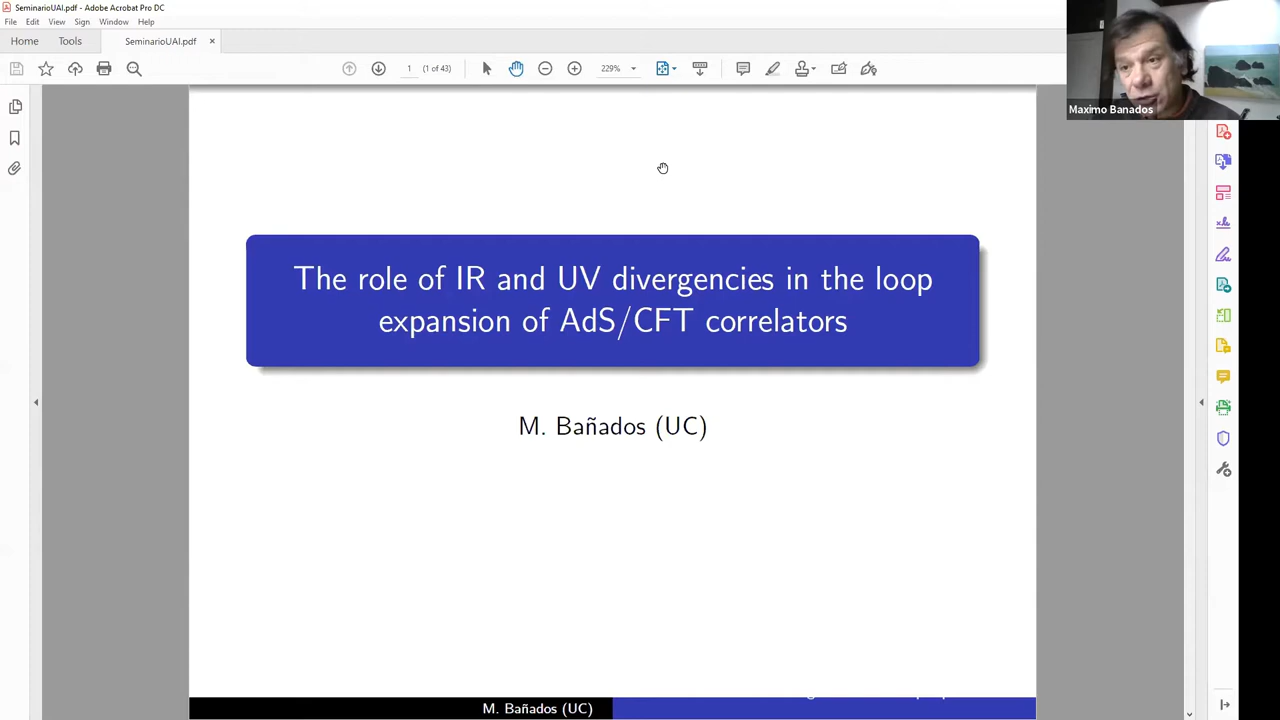 SeminarioUAI.pdf - Adobe Acrobat Pro DC
File Edit View Sign Window Help
Home Tools SeminarioUAI.pdf ×
1 (1 of 43) 229%
Maximo Banados
The role of IR and UV divergencies in the loop
expansion of AdS/CFT correlators
M. Bañados (UC)
M. Bañados (UC)